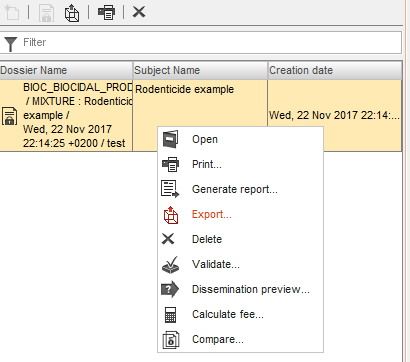 Filter
Dossier Name Subject Name Creation date
BIOC_BIOCIDAL_PROD
/ MIXTURE : Rodenticid
example /
Wed, 22 Nov 2017
22:14:25 +0200 / test
Rodenticide example
Wed, 22 Nov 2017 22:14:...
Open
Print...
Generate report...
Export...
Delete
Validate...
Dissemination preview...
Calculate fee...
Compare...